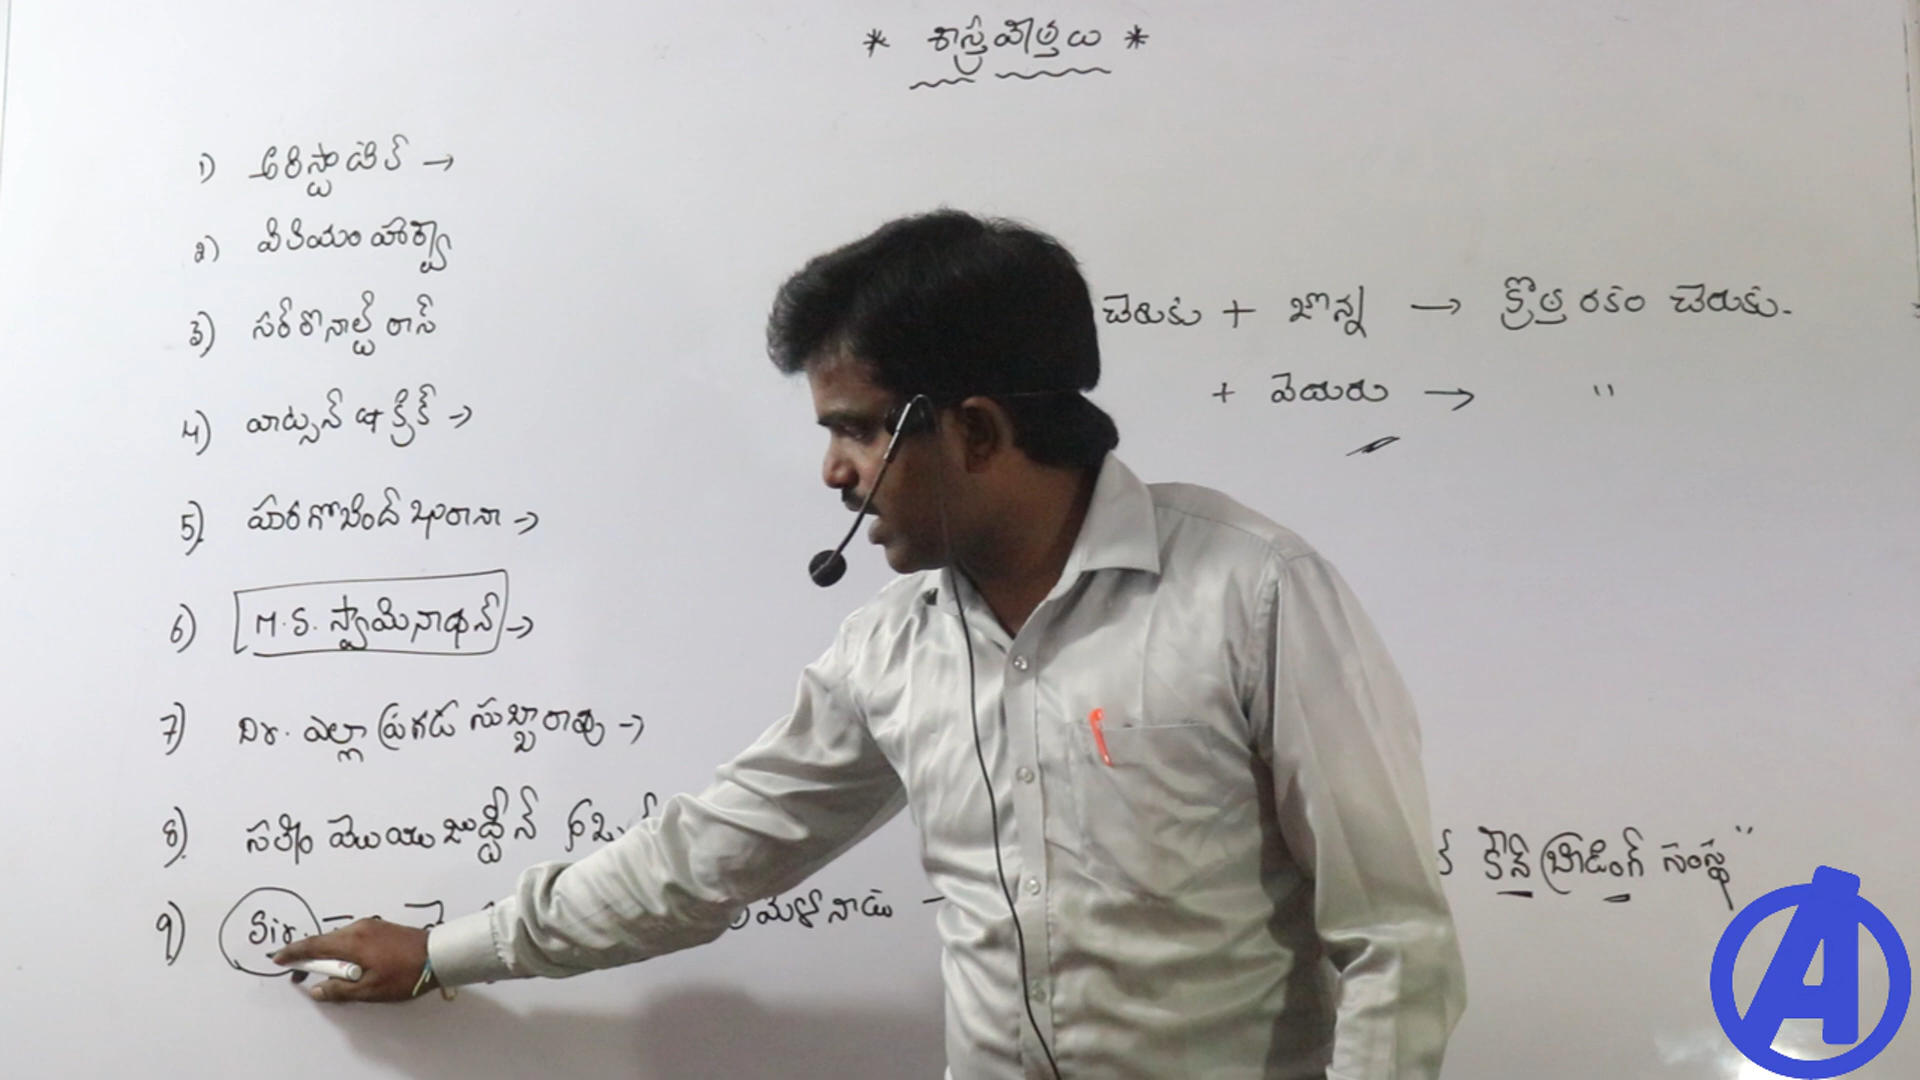 * శాస్త్రవేత్తలు *
1) అరిస్టాటిల్ →
2) విలియం హార్వే
3) సర్ రొనాల్డ్ రాస్
4) వాట్సన్ & క్రిక్ →
5) హరగోబింద్ ఖురానా →
6) M.S. స్వామినాథన్ →
7) Dr. ఎల్లాప్రగడ సుబ్బారావు →
8) సలీం మొయిజుద్దీన్
9) Sir.
చెరుకు + జొన్న → క్రొత్త రకం చెరుకు.
+ వెదురు → "
బ్రీడింగ్ సంస్థ"
A